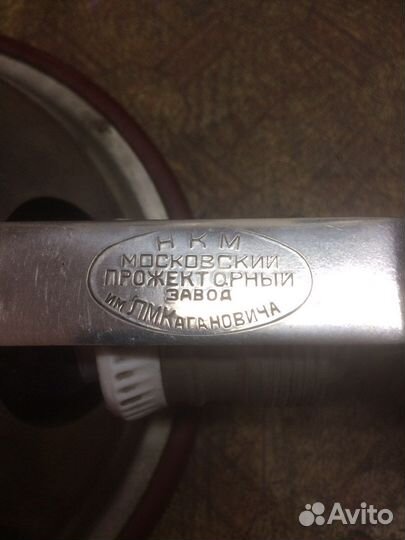 НКМ
МОСКОВСКИЙ
ПРОЖЕКТОРНЫЙ
ЗАВОД
ИМ. Л.М. КАГАНОВИЧА
Avito